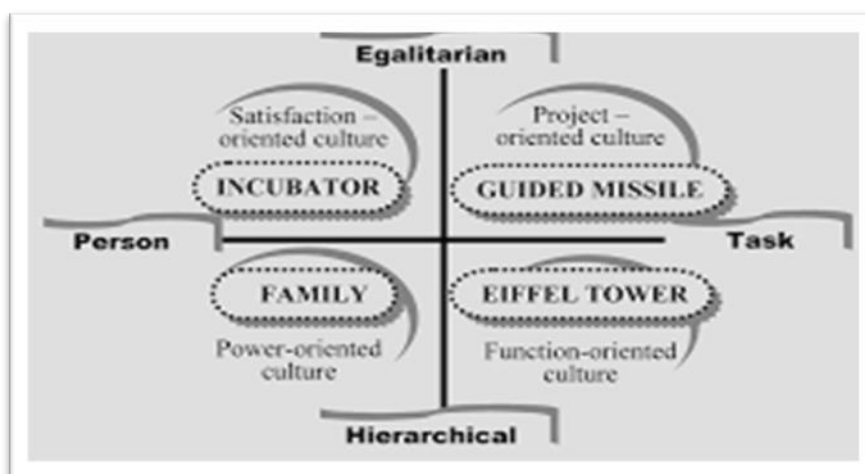 Egalitarian
Satisfaction –
oriented culture
INCUBATOR
Project –
oriented culture
GUIDED MISSILE
Person
Task
FAMILY
Power-oriented
culture
EIFFEL TOWER
Function-oriented
culture
Hierarchical